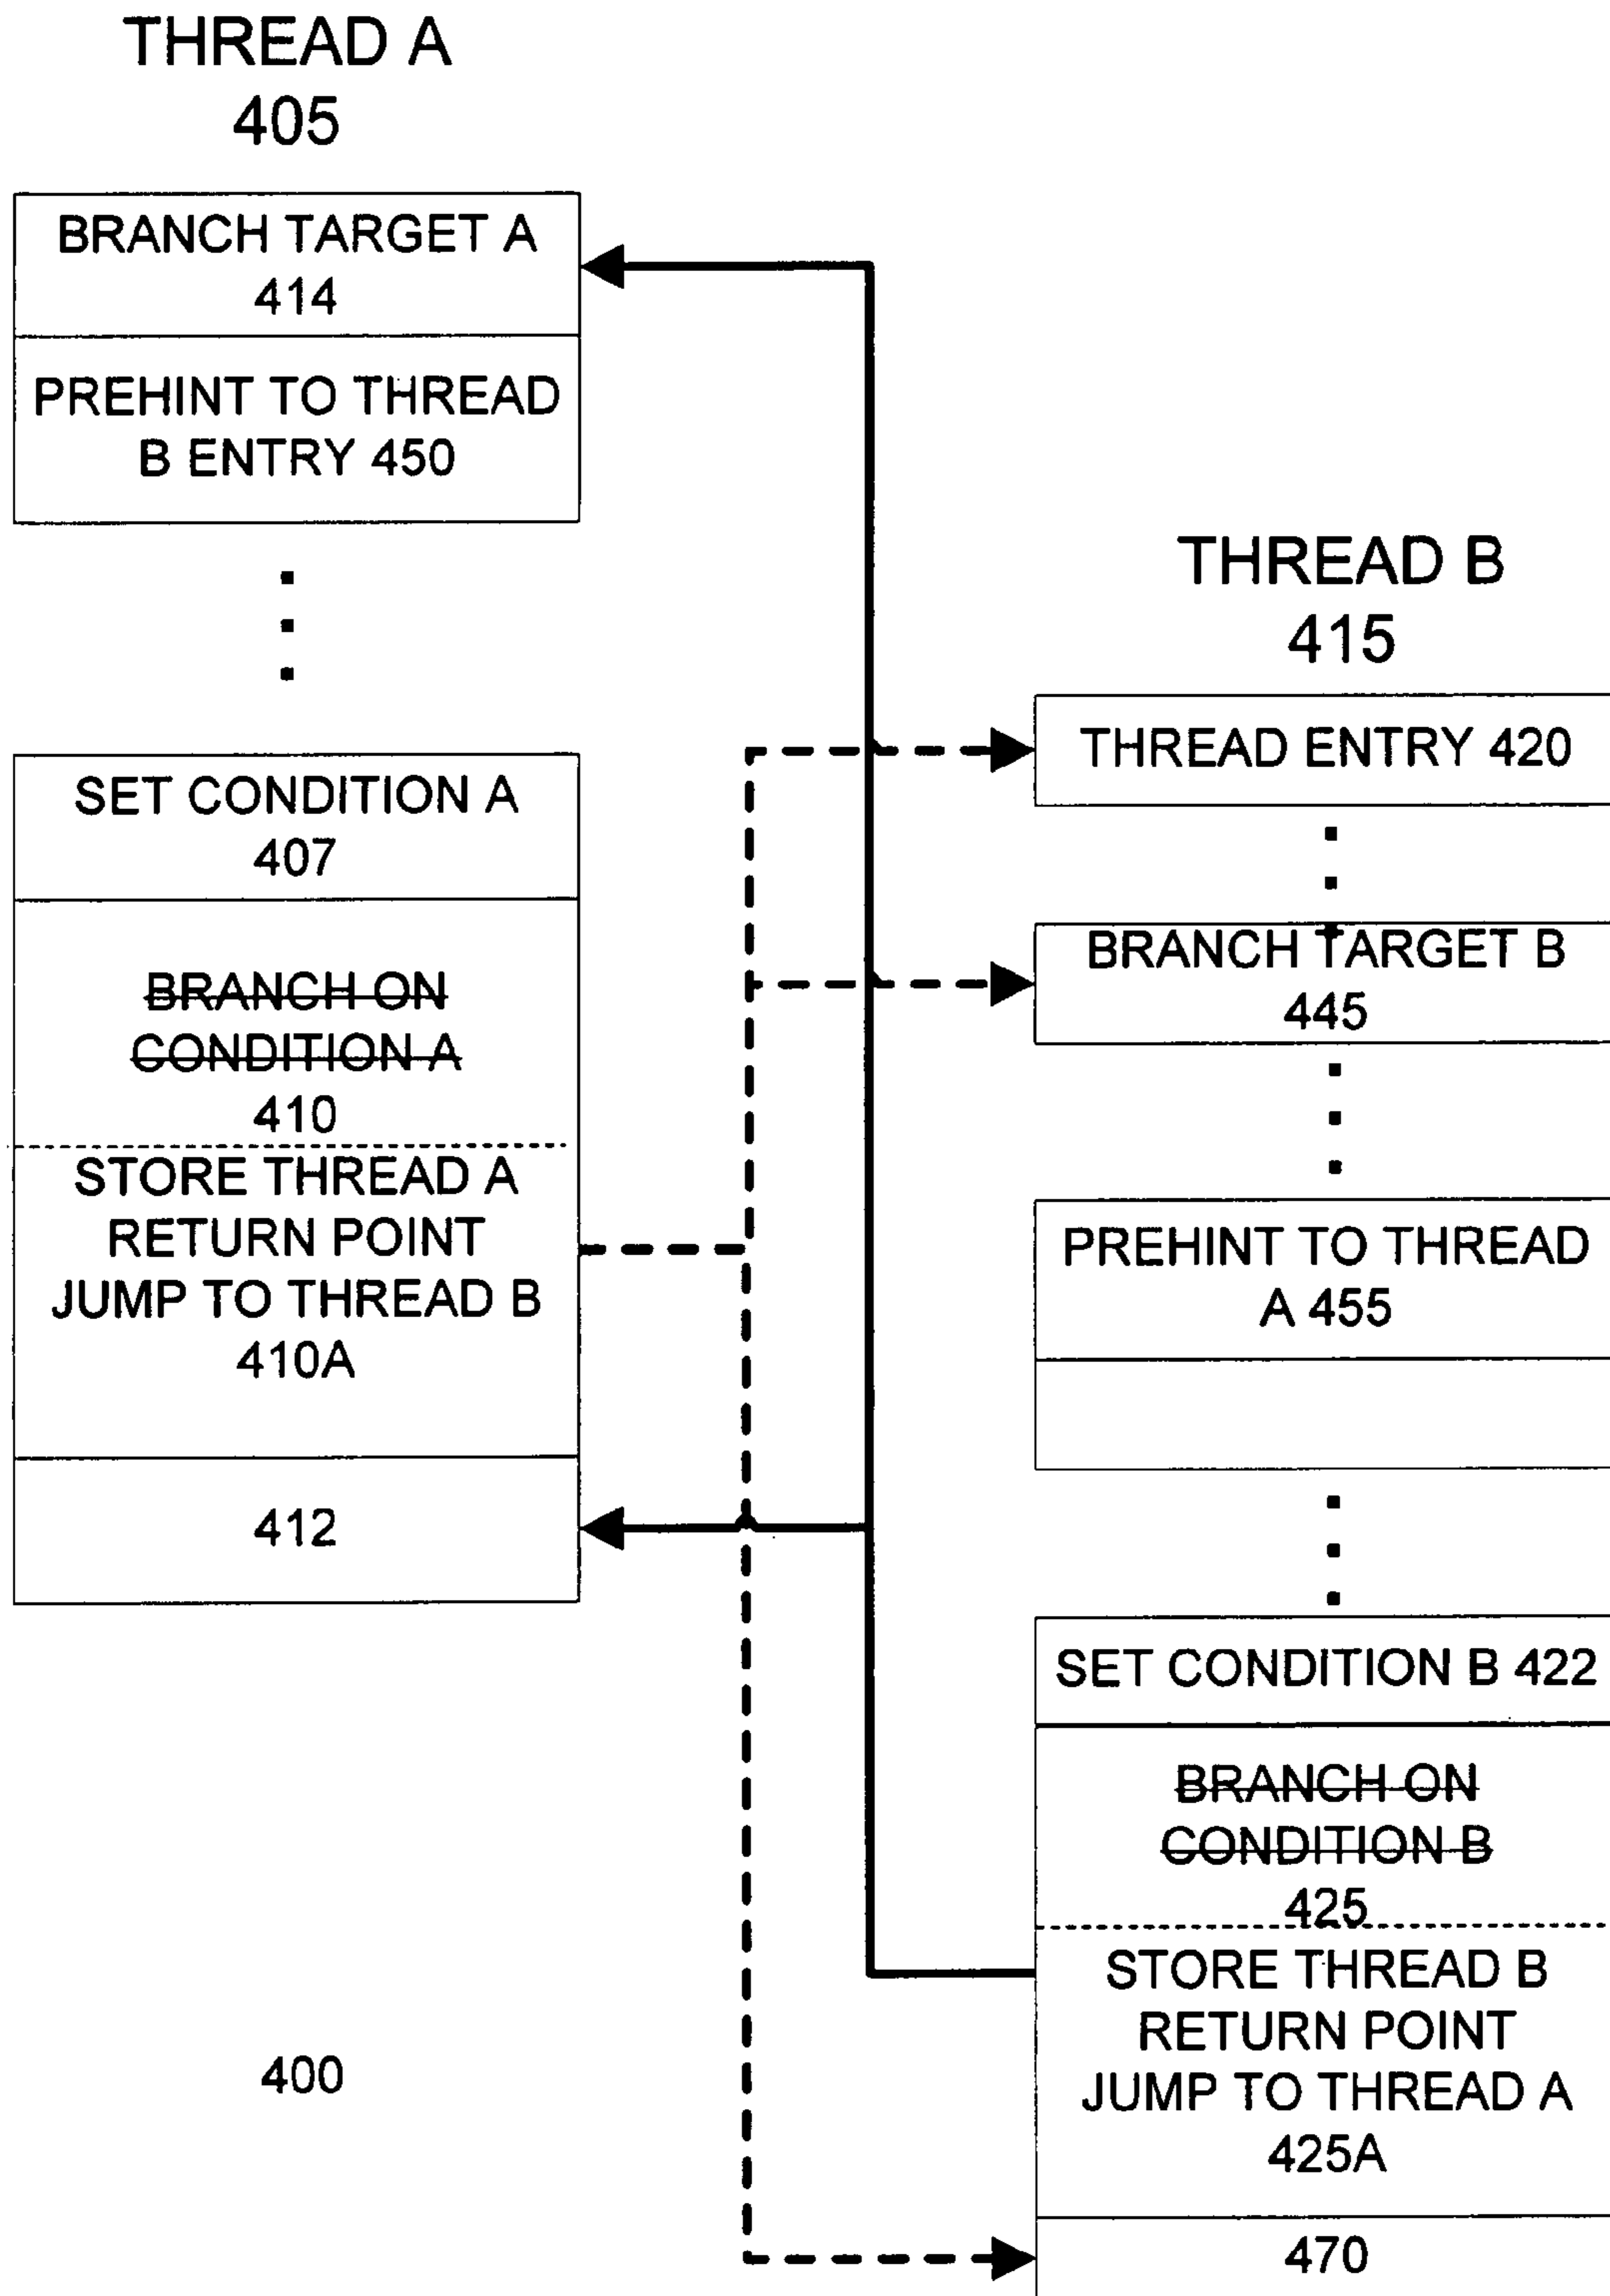 THREAD A
405
BRANCH TARGET A
414
PREHINT TO THREAD
B ENTRY 450
SET CONDITION A
407
BRANCH ON
CONDITION A
410
STORE THREAD A
RETURN POINT
JUMP TO THREAD B
410A
412
400
THREAD B
415
THREAD ENTRY 420
BRANCH TARGET B
445
PREHINT TO THREAD
A 455
SET CONDITION B 422
BRANCH ON
CONDITION B
425
STORE THREAD B
RETURN POINT
JUMP TO THREAD A
425A
470